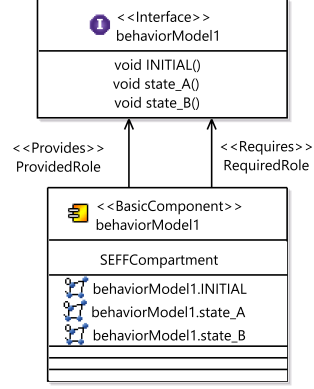 <<Interface>>
behaviorModel1
void INITIAL()
void state_A()
void state_B()
<<Provides>>
ProvidedRole
<<Requires>>
RequiredRole
<<BasicComponent>>
behaviorModel1
SEFFCompartment
behaviorModel1.INITIAL
behaviorModel1.state_A
behaviorModel1.state_B